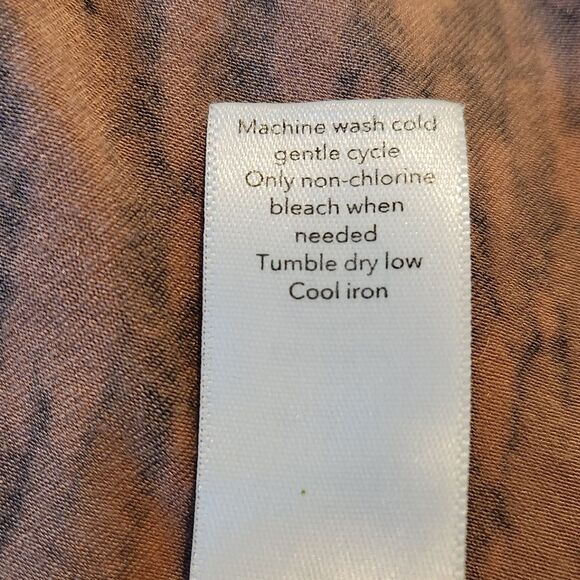 Machine wash cold
gentle cycle
Only non-chlorine
bleach when
needed
Tumble dry low
Cool iron